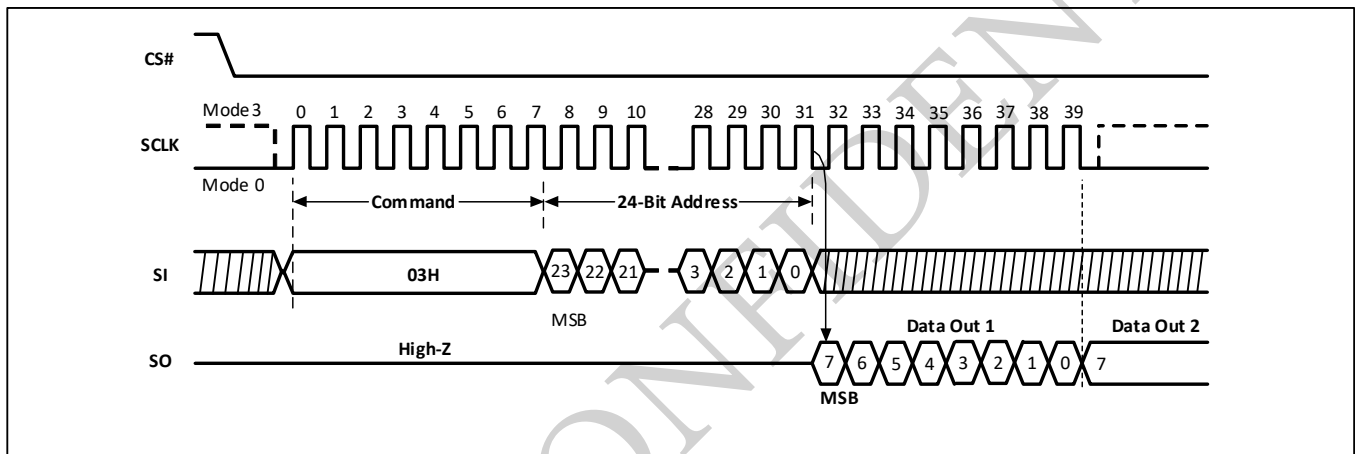 CS#
Mode 3
0 1 2 3 4 5 6 7 8 9 10 28 29 30 31 32 33 34 35 36 37 38 39
SCLK
Mode 0
Command 24-Bit Address
SI 03H 23 22 21 3 2 1 0
MSB
High-Z Data Out 1 Data Out 2
SO 7 6 5 4 3 2 1 0 7
MSB